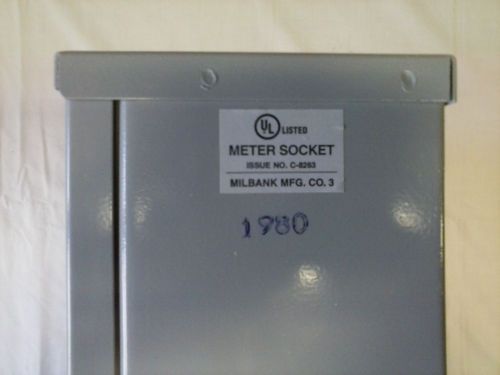 UL LISTED
METER SOCKET
ISSUE NO. C-8263
MILBANK MFG. CO. 3
1980